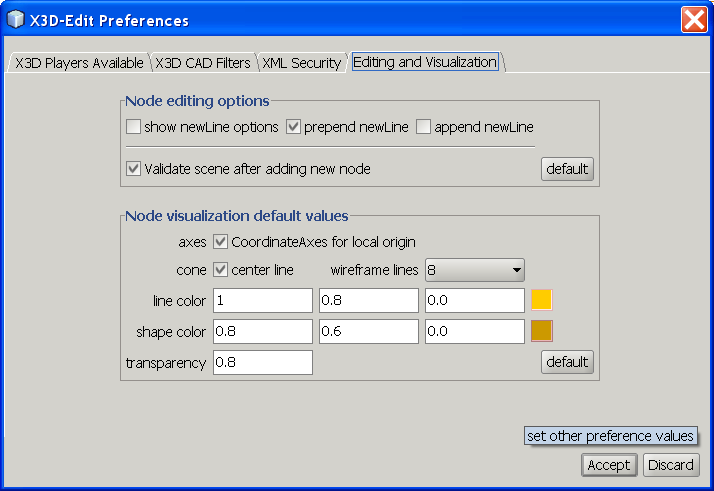 X3D-Edit Preferences
X3D Players Available X3D CAD Filters XML Security Editing and Visualization
Node editing options
show newLine options prepend newLine append newLine
Validate scene after adding new node default
Node visualization default values
axes CoordinateAxes for local origin
cone center line wireframe lines 8
line color 1 0.8 0.0
shape color 0.8 0.6 0.0
transparency 0.8 default
set other preference values
Accept Discard